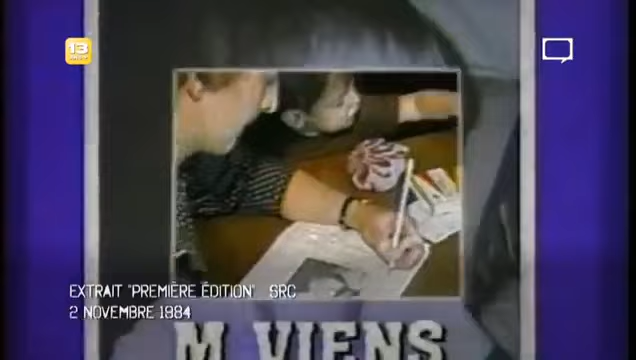 13
EXTRAIT "PREMIÈRE ÉDITION" SRC
2 NOVEMBRE 1984
M VIENS